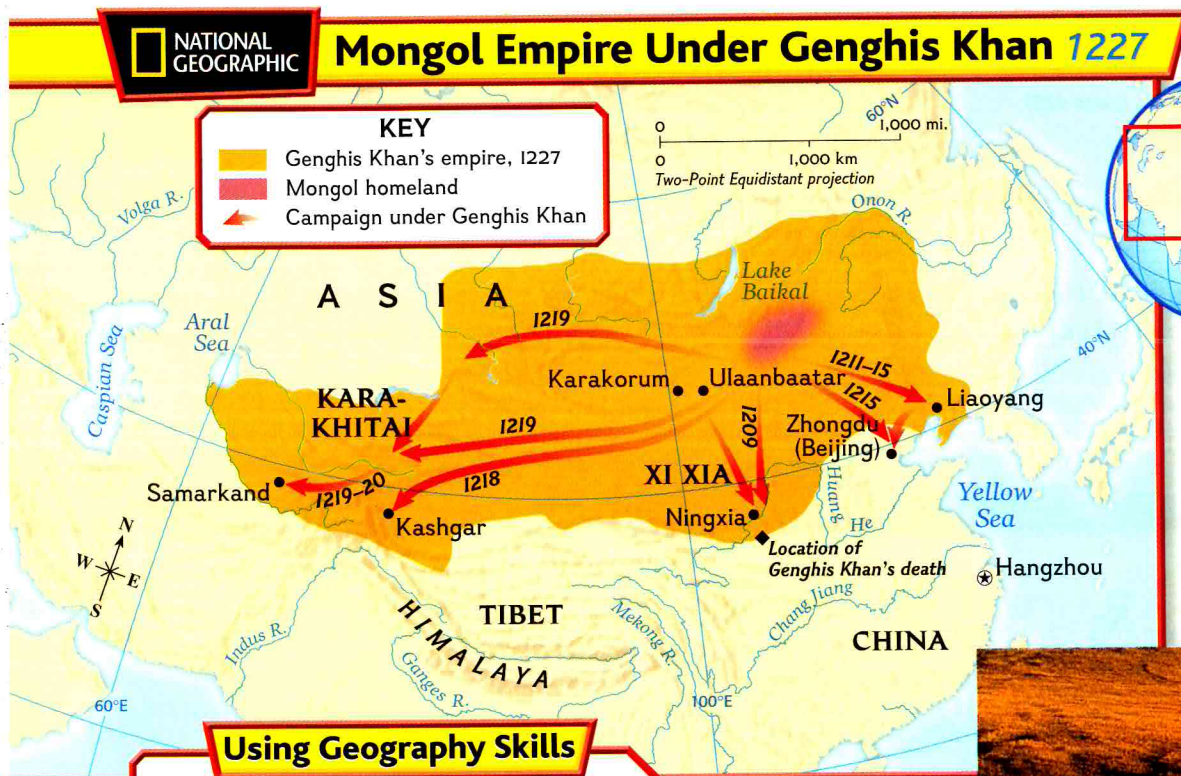 NATIONAL
GEOGRAPHIC
Mongol Empire Under Genghis Khan 1227
KEY
Genghis Khan's empire, 1227
Mongol homeland
Campaign under Genghis Khan
0 1,000 mi.
0 1,000 km
Two-Point Equidistant projection
60°N
Volga R.
Onon R.
Lake
Baikal
ASIA
Aral
Sea
Caspian Sea
1219
40°N
1211–15
Karakorum
Ulaanbaatar
1215
Liaoyang
KARA-
KHITAI
1219
1209
Zhongdu
(Beijing)
Samarkand
1219–20
1218
XI XIA
Huang
He
Yellow
Sea
Kashgar
Ningxia
N
W
E
S
Location of
Genghis Khan's death
Hangzhou
TIBET
HIMALAYA
Indus R.
Ganges R.
Mekong R.
Chang Jiang
CHINA
60°E
100°E
Using Geography Skills